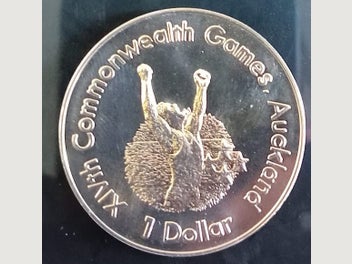 XIVth Commonwealth Games, Auckland
1 Dollar